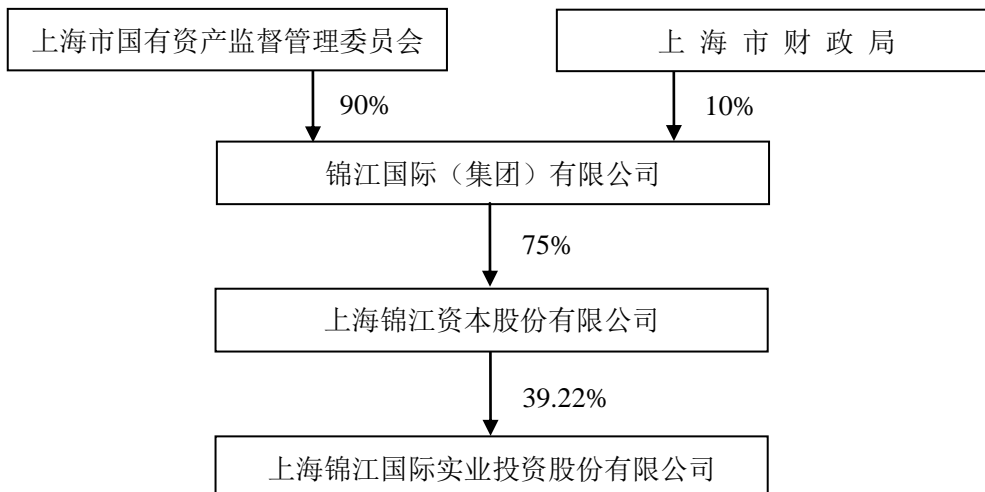 上海市国有资产监督管理委员会
上 海 市 财 政 局
90%
10%
锦江国际（集团）有限公司
75%
上海锦江资本股份有限公司
39.22%
上海锦江国际实业投资股份有限公司